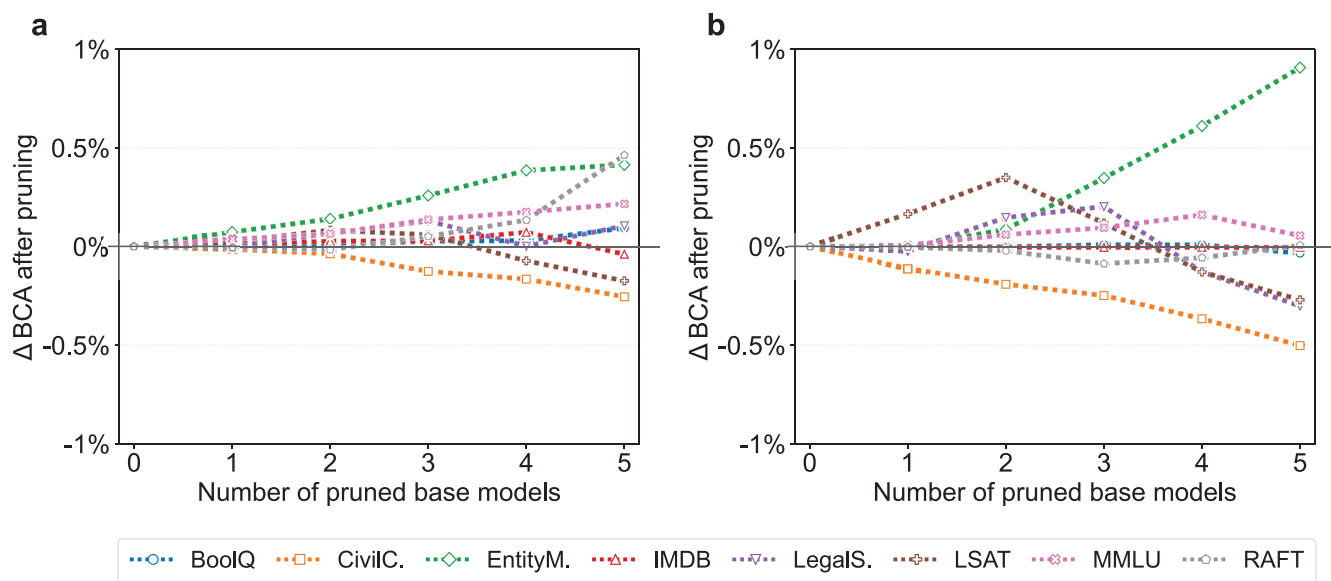 a
1%
0.5%
0%
-0.5%
-1%
Δ BCA after pruning
0 1 2 3 4 5
Number of pruned base models
b
1%
0.5%
0%
-0.5%
-1%
Δ BCA after pruning
0 1 2 3 4 5
Number of pruned base models
BoolQ CivilC. EntityM. IMDB LegalS. LSAT MMLU RAFT